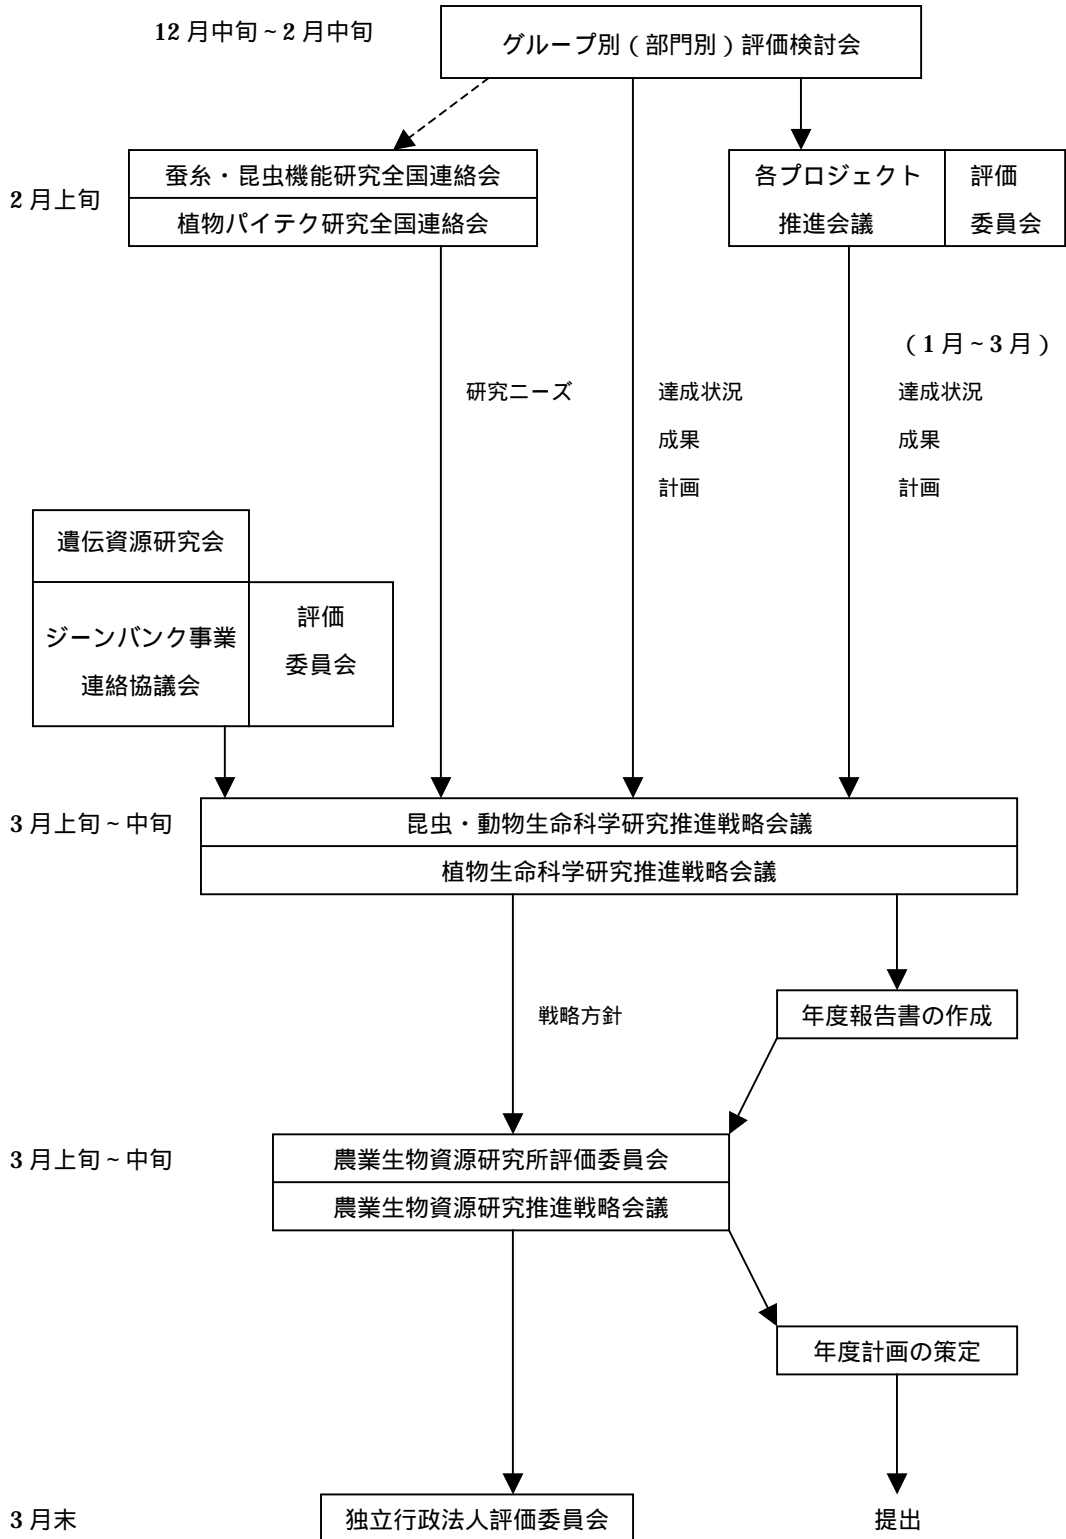 12 月中旬 ~ 2 月中旬
グループ別 ( 部門別 ) 評価検討会
2 月上旬
蚕糸・昆虫機能研究全国連絡会
植物パイテク研究全国連絡会
各プロジェクト
推進会議
評価
委員会
( 1 月 ~ 3 月 )
研究ニーズ
達成状況
成果
計画
達成状況
成果
計画
遺伝資源研究会
ジーンバンク事業
連絡協議会
評価
委員会
3 月上旬 ~ 中旬
昆虫・動物生命科学研究推進戦略会議
植物生命科学研究推進戦略会議
戦略方針
年度報告書の作成
3 月上旬 ~ 中旬
農業生物資源研究所評価委員会
農業生物資源研究推進戦略会議
年度計画の策定
3 月末
独立行政法人評価委員会
提出